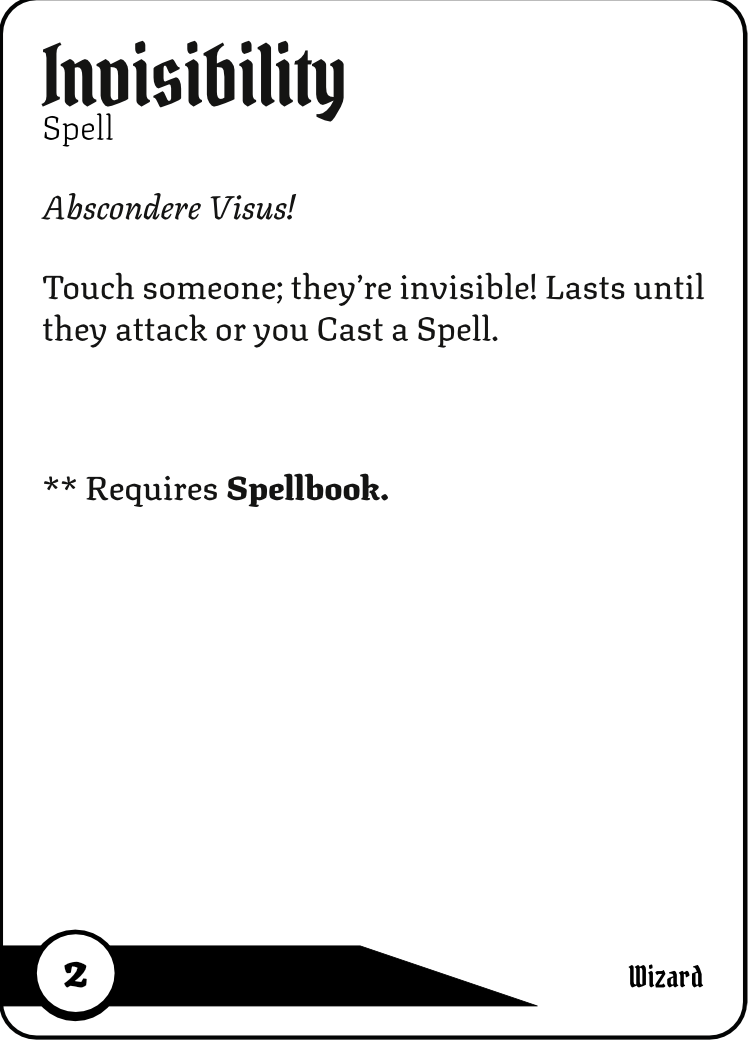 Invisibility
Spell
Abscondere Visus!
Touch someone; they’re invisible! Lasts until
they attack or you Cast a Spell.
** Requires Spellbook.
2
Wizard